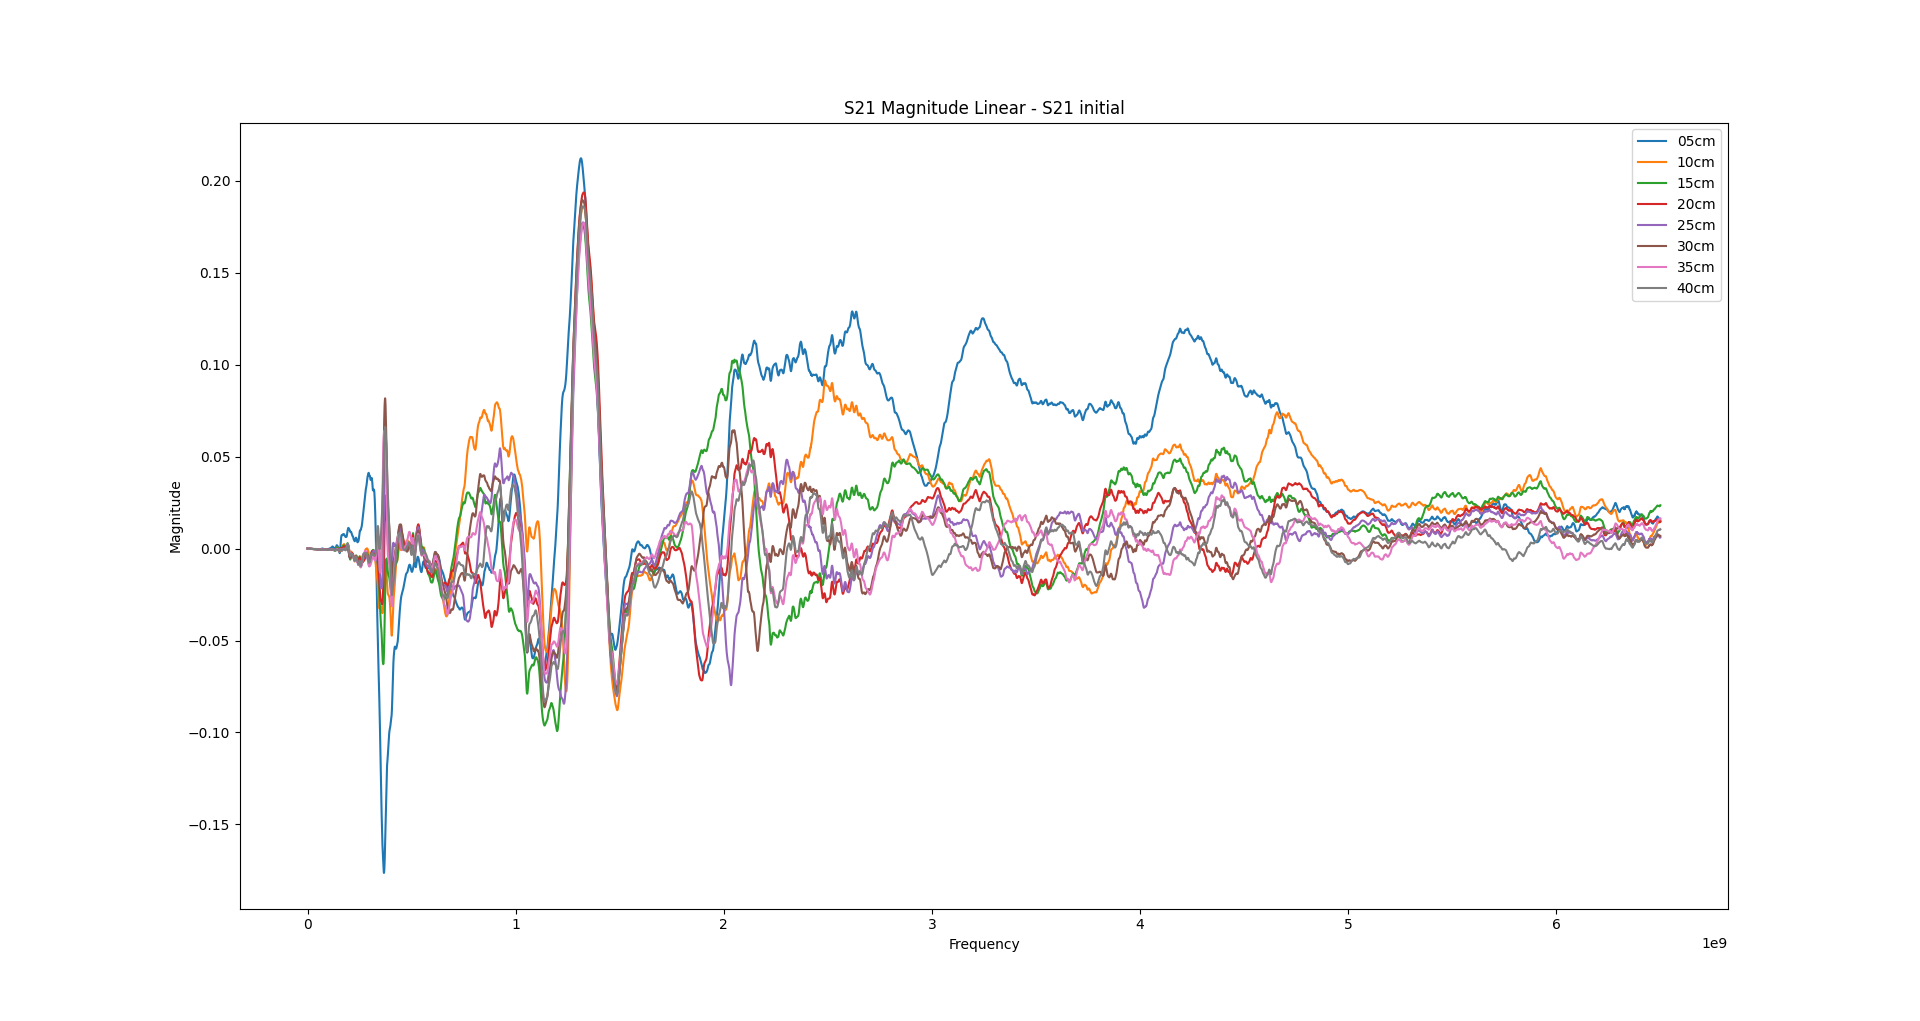 S21 Magnitude Linear - S21 initial
05cm
10cm
15cm
20cm
25cm
30cm
35cm
40cm
Magnitude
0.20
0.15
0.10
0.05
0.00
−0.05
−0.10
−0.15
0 1 2 3 4 5 6
Frequency
1e9